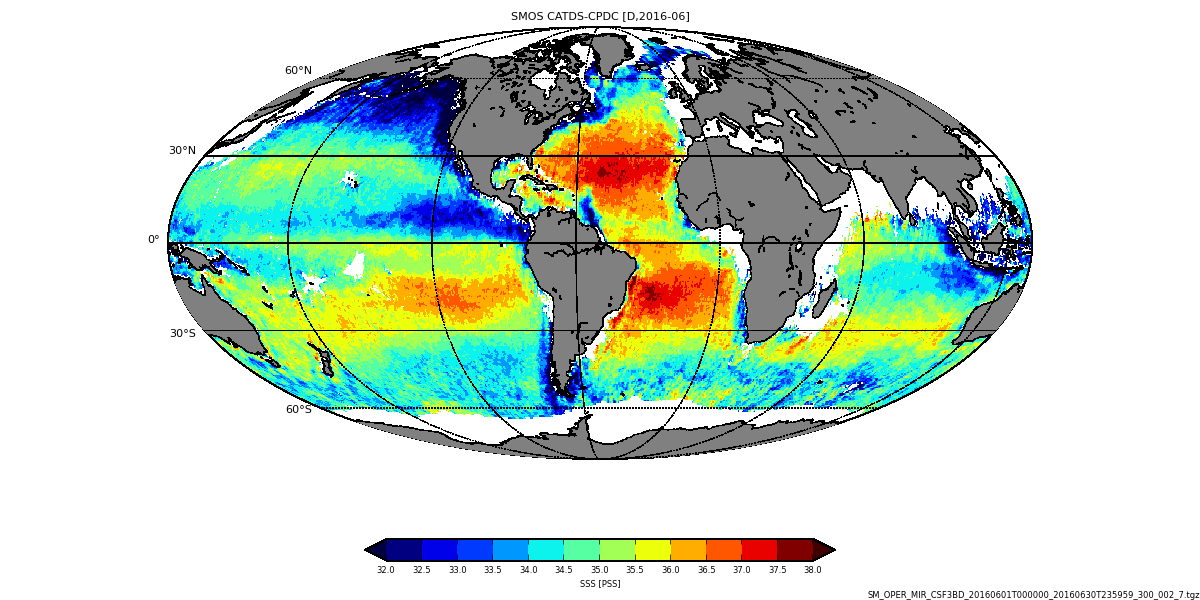 SMOS CATDS-CPDC [D,2016-06]
60°N
30°N
0°
30°S
60°S
32.0 32.5 33.0 33.5 34.0 34.5 35.0 35.5 36.0 36.5 37.0 37.5 38.0
SSS [PSS]
SM_OPER_MIR_CSF3BD_20160601T000000_20160630T235959_300_002_7.tgz